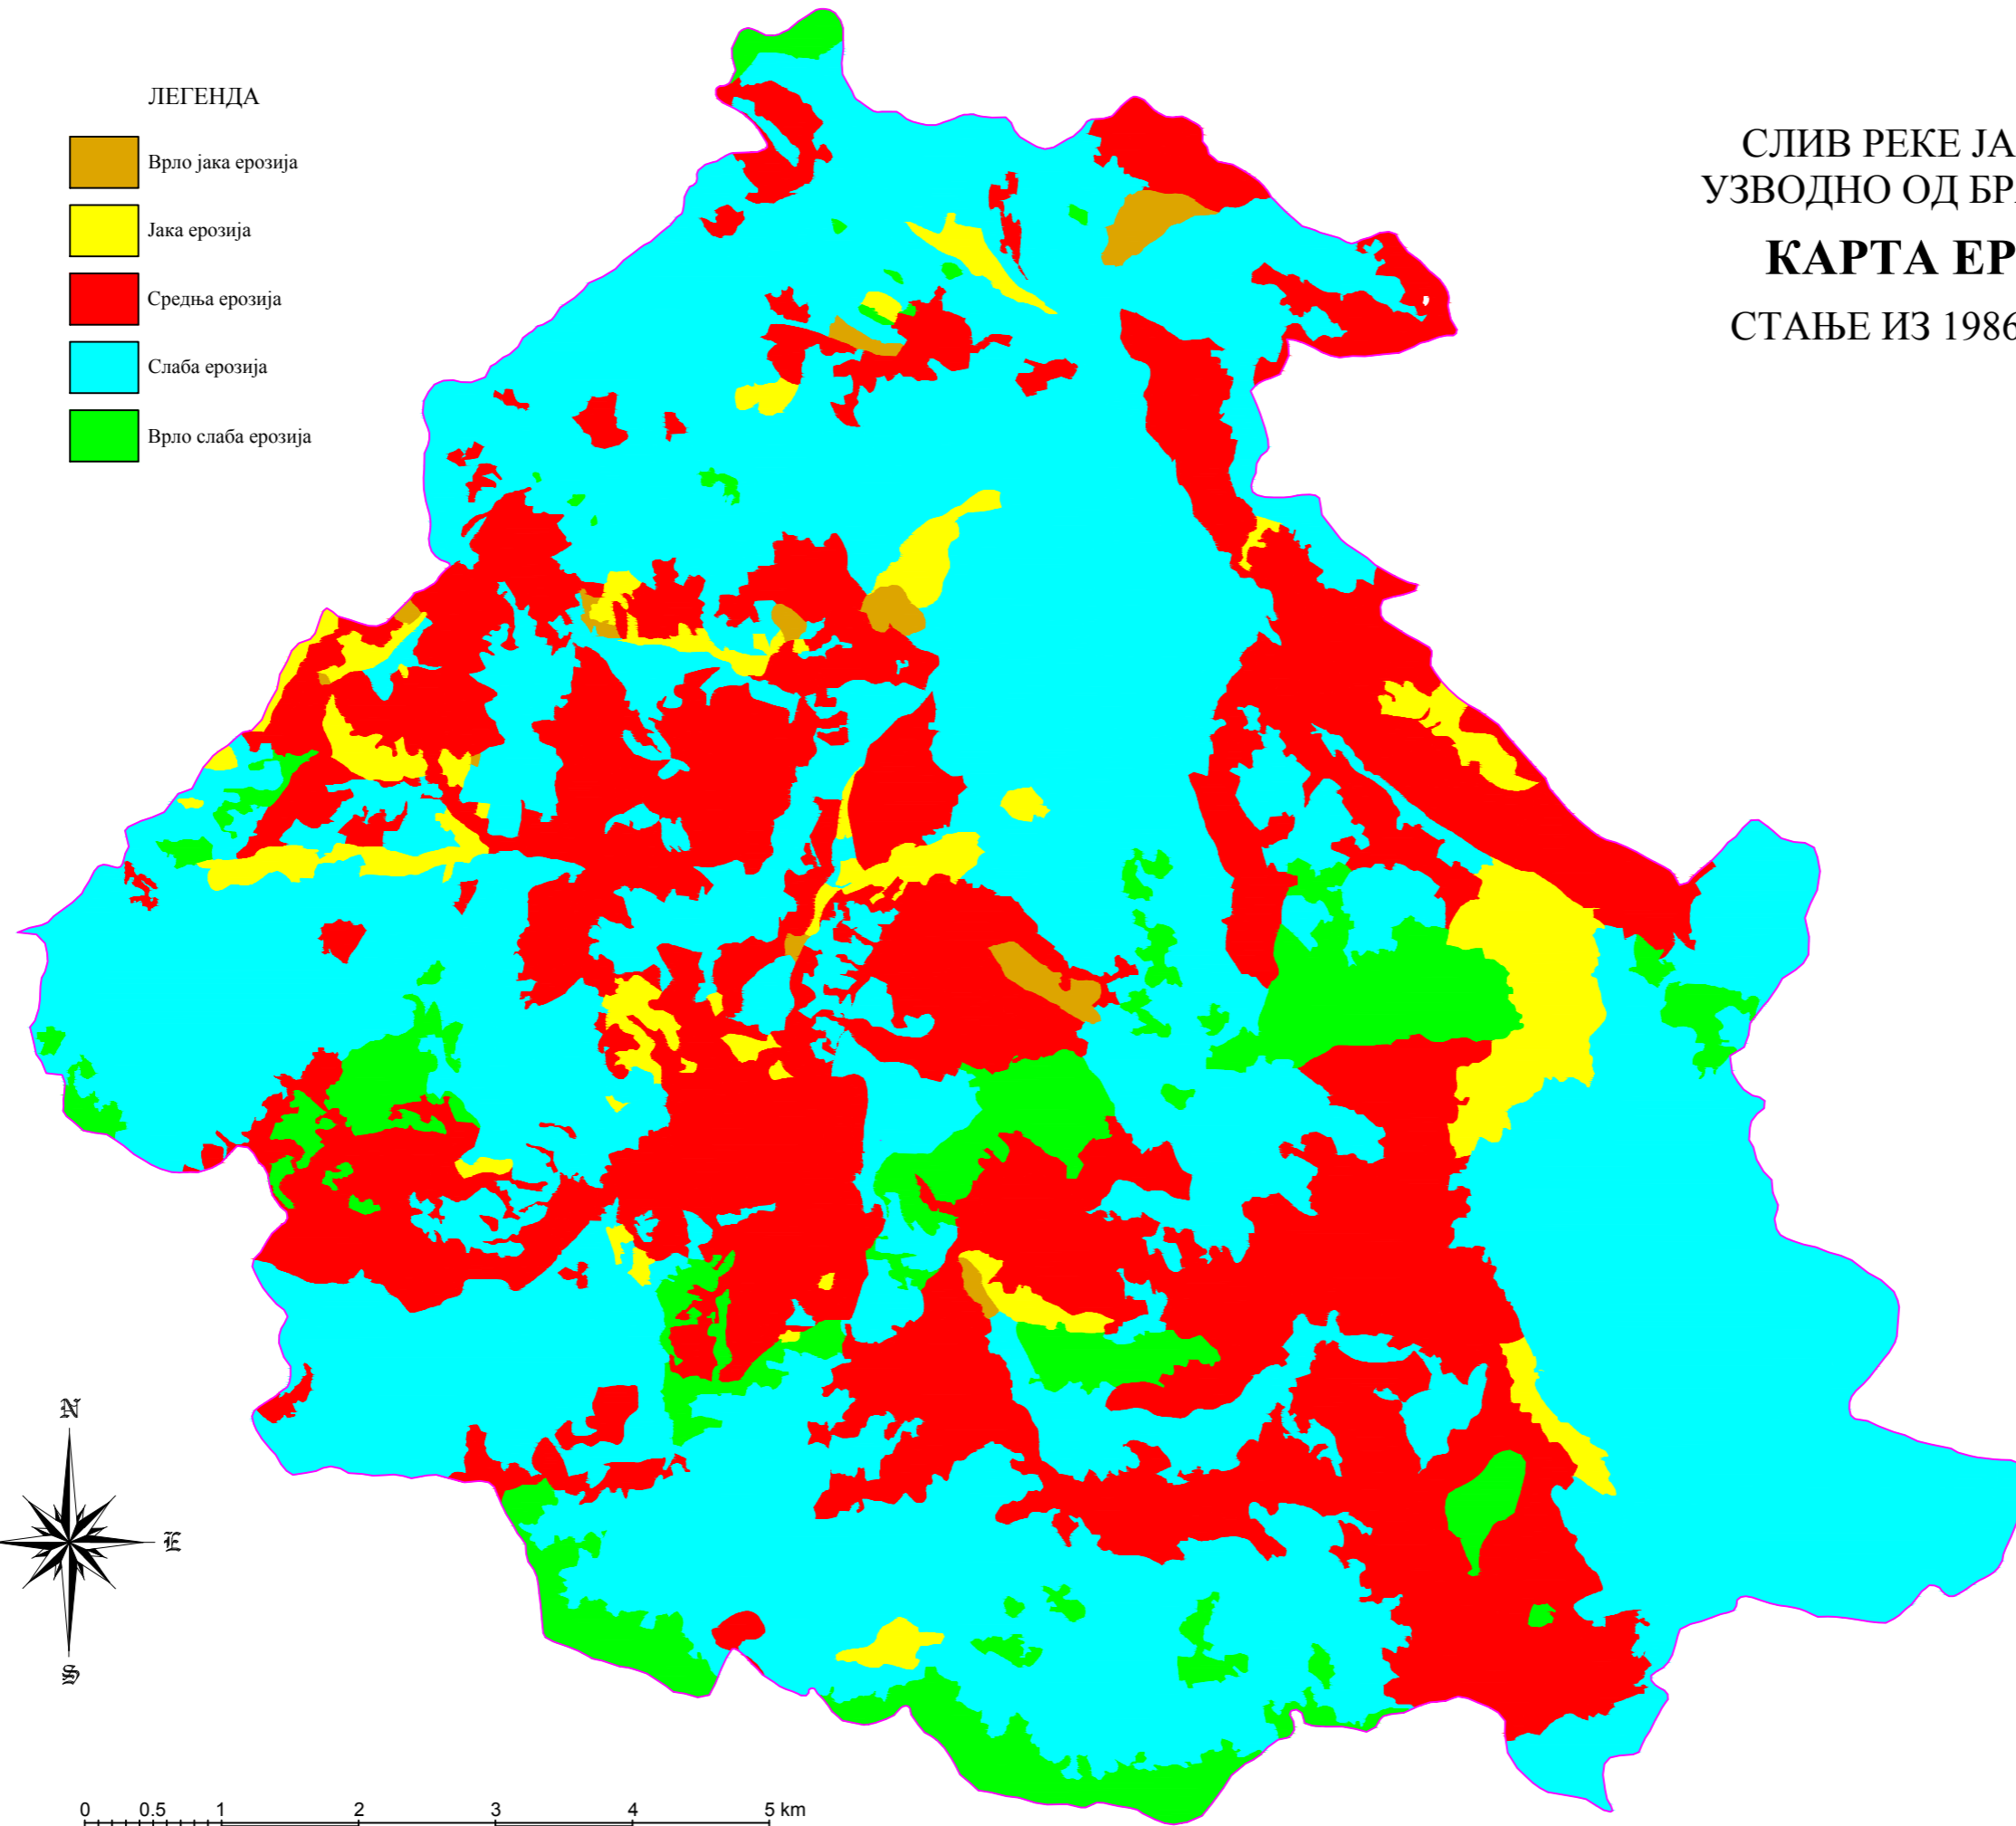 ЛЕГЕНДА
Врло јака ерозија
Јака ерозија
Средња ерозија
Слаба ерозија
Врло слаба ерозија
СЛИВ РЕКЕ ЈА
УЗВОДНО ОД БР
КАРТА ЕР
СТАЊЕ ИЗ 1986
N
E
S
0 0.5 1 2 3 4 5 km